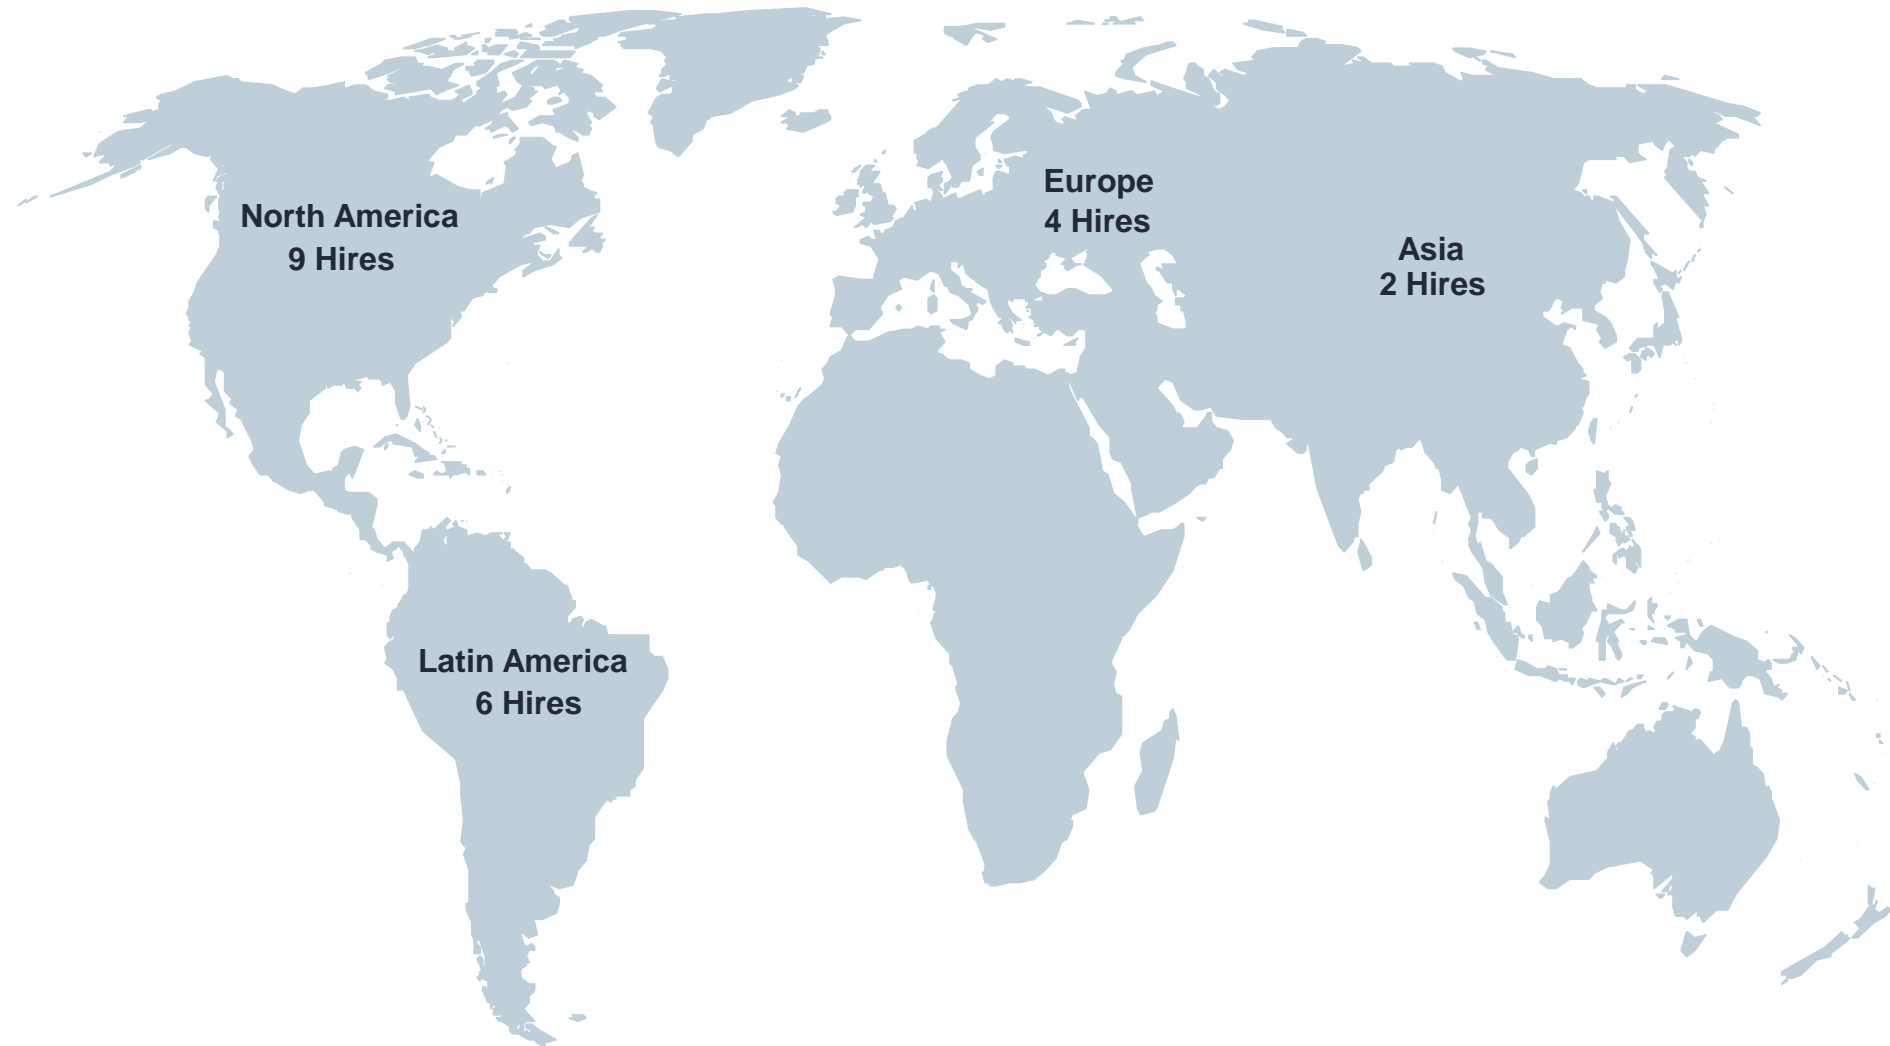 North America
9 Hires
Europe
4 Hires
Asia
2 Hires
Latin America
6 Hires